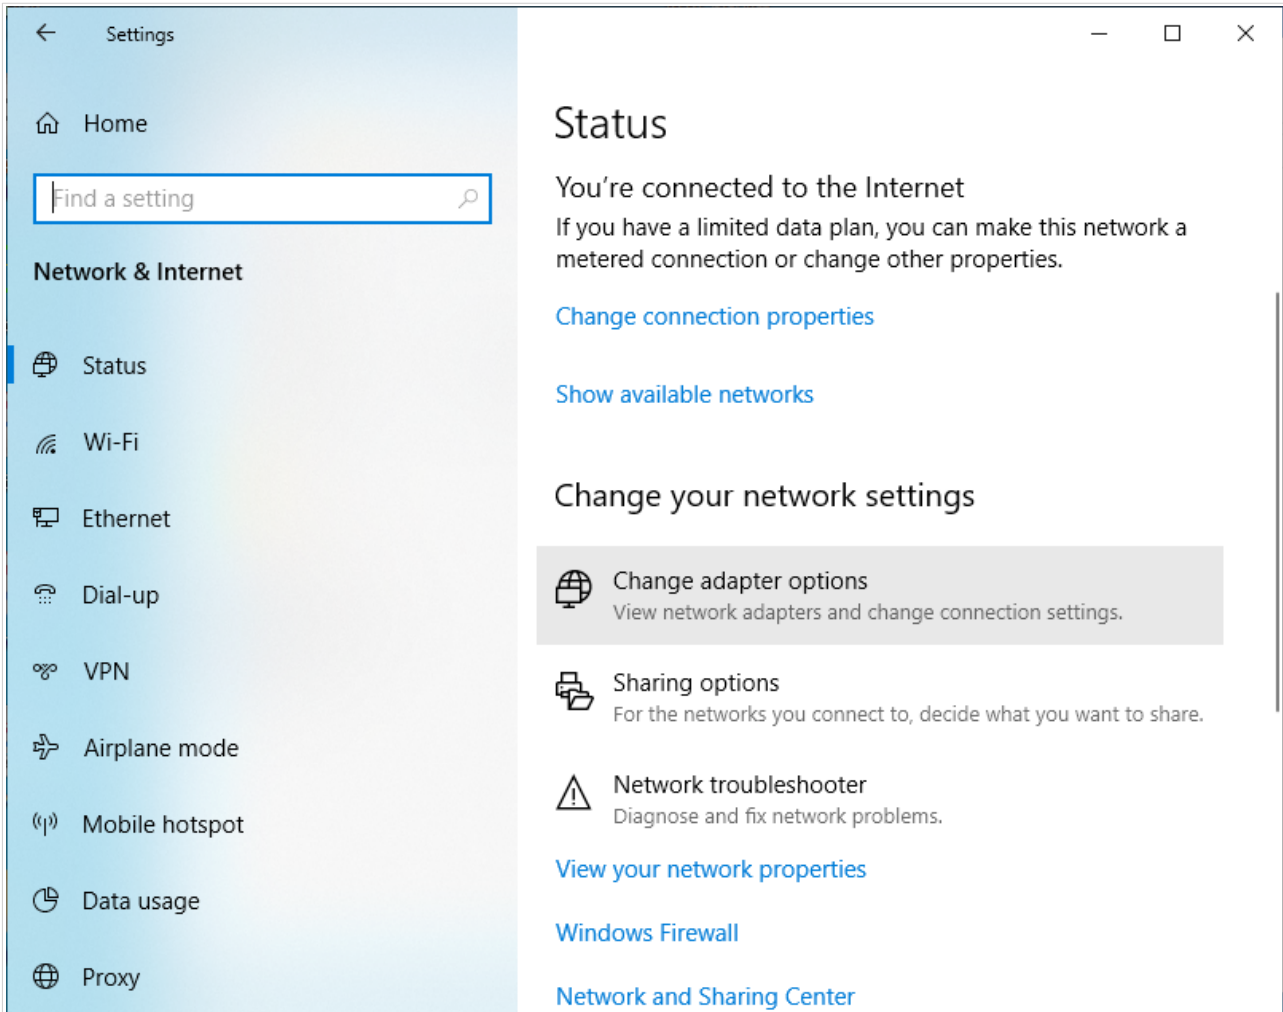 Settings
Home
Find a setting
Network & Internet
Status
Wi-Fi
Ethernet
Dial-up
VPN
Airplane mode
Mobile hotspot
Data usage
Proxy
Status
You're connected to the Internet
If you have a limited data plan, you can make this network a
metered connection or change other properties.
Change connection properties
Show available networks
Change your network settings
Change adapter options
View network adapters and change connection settings.
Sharing options
For the networks you connect to, decide what you want to share.
Network troubleshooter
Diagnose and fix network problems.
View your network properties
Windows Firewall
Network and Sharing Center